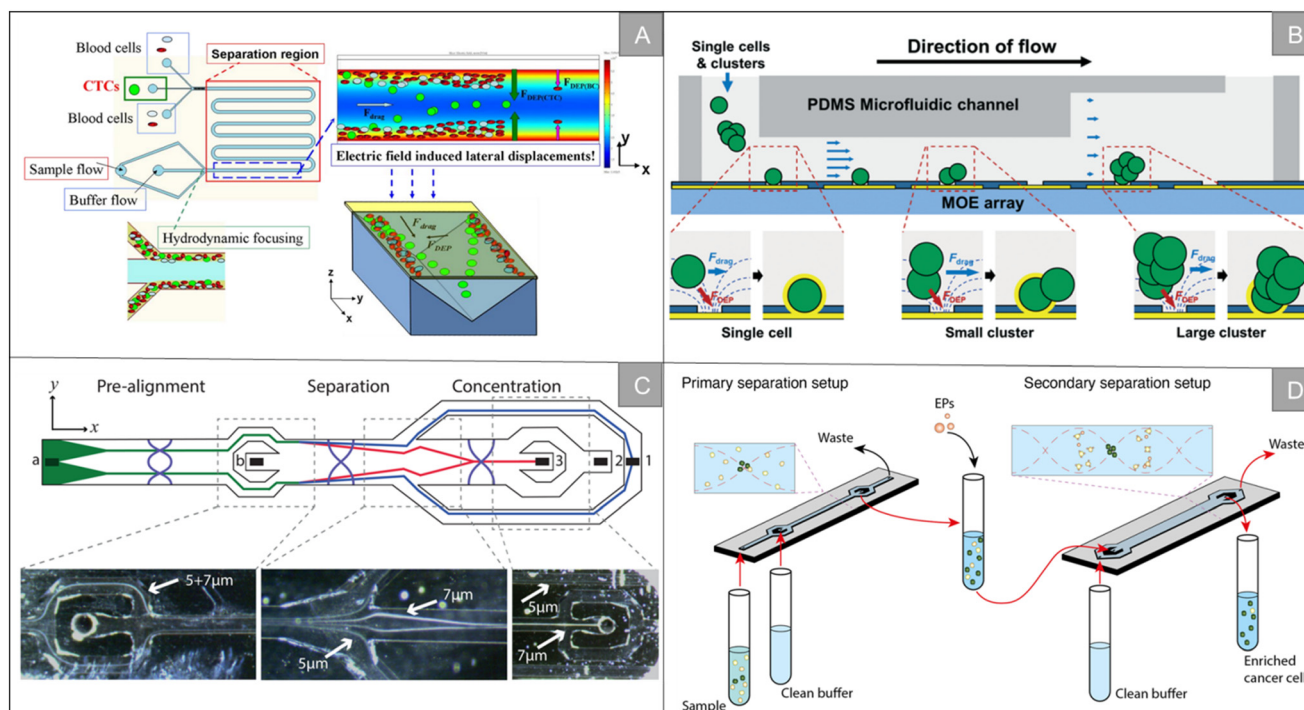 A
Blood cells
CTCs
Blood cells
Sample flow
Buffer flow
Separation region
Hydrodynamic focusing
F_drag
F_DEP(CTC)
F_DEP(BC)
y
x
Electric field induced lateral displacements!
F_drag
F_DEP
z
y
x
B
Single cells
& clusters
Direction of flow
PDMS Microfluidic channel
MOE array
F_drag
F_DEP
Single cell
F_drag
F_DEP
Small cluster
F_drag
F_DEP
Large cluster
C
y
x
Pre-alignment
Separation
Concentration
a
b
3
2
1
5+7µm
7µm
5µm
5µm
7µm
D
Primary separation setup
Secondary separation setup
EPs
Waste
Waste
Sample
Clean buffer
Clean buffer
Enriched
cancer cell